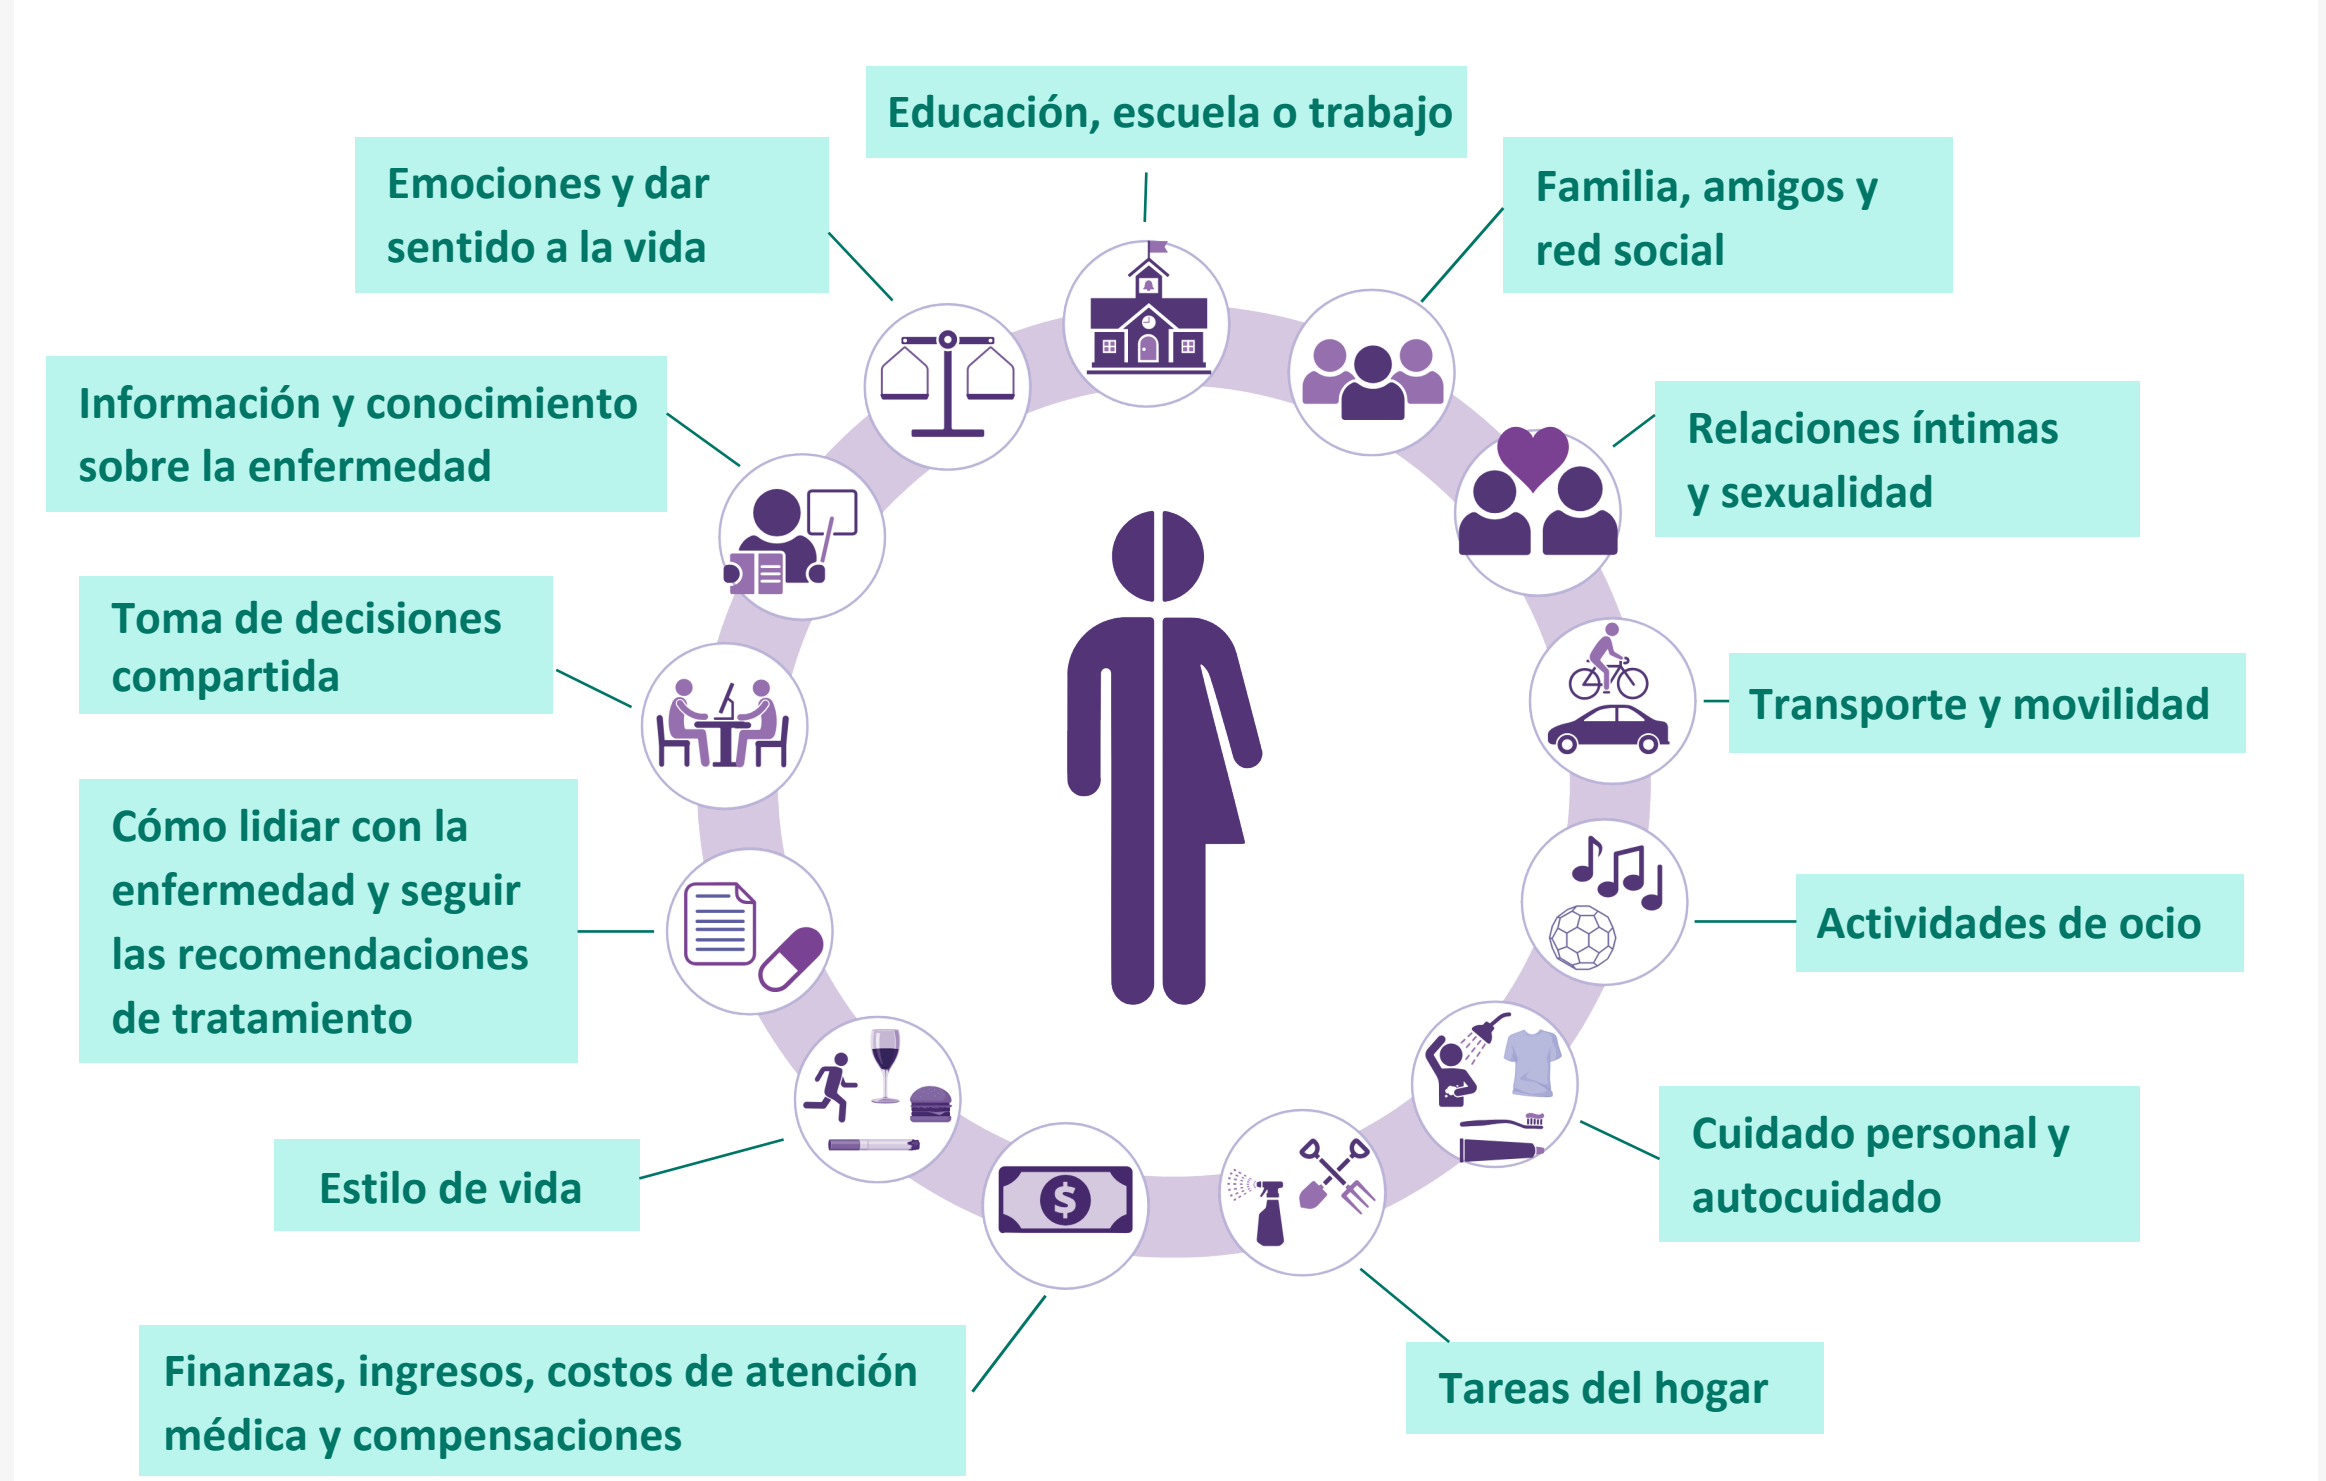 Educación, escuela o trabajo
Familia, amigos y
red social
Relaciones íntimas
y sexualidad
Transporte y movilidad
Actividades de ocio
Cuidado personal y
autocuidado
Tareas del hogar
Finanzas, ingresos, costos de atención
médica y compensaciones
Estilo de vida
Cómo lidiar con la
enfermedad y seguir
las recomendaciones
de tratamiento
Toma de decisiones
compartida
Información y conocimiento
sobre la enfermedad
Emociones y dar
sentido a la vida
$